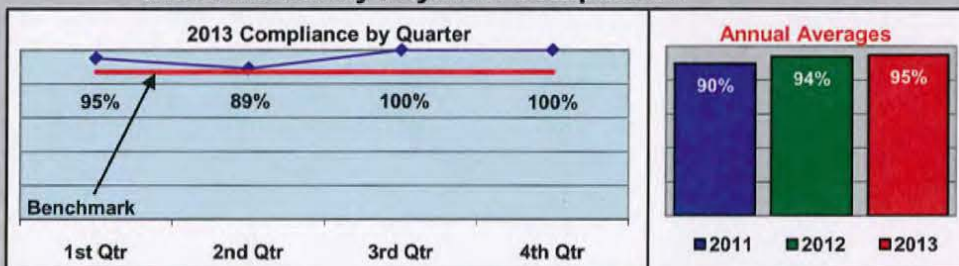 2013 Compliance by Quarter
95% 89% 100% 100%
Benchmark
1st Qtr 2nd Qtr 3rd Qtr 4th Qtr
Annual Averages
90% 94% 95%
2011 2012 2013